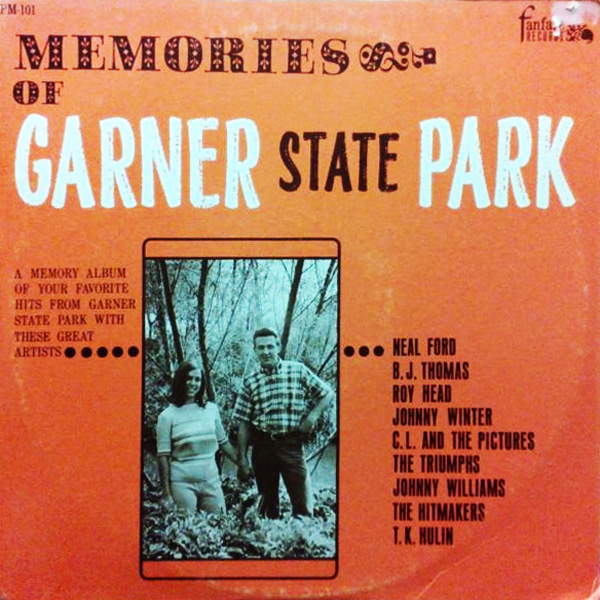 FM-101
fanfare
RECORDS
MEMORIES
OF
GARNER STATE PARK
A MEMORY ALBUM
OF YOUR FAVORITE
HITS FROM GARNER
STATE PARK WITH
THESE GREAT
ARTISTS ●●●●●
●●● NEAL FORD
B. J. THOMAS
ROY HEAD
JOHNNY WINTER
C. L. AND THE PICTURES
THE TRIUMPHS
JOHNNY WILLIAMS
THE HITMAKERS
T. K. HULIN